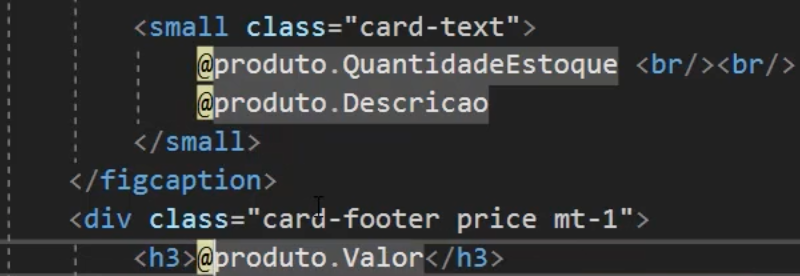 <small class="card-text">
@produto.QuantidadeEstoque <br/><br/>
@produto.Descricao
</small>
</figcaption>
<div class="card-footer price mt-1">
<h3>@produto.Valor</h3>